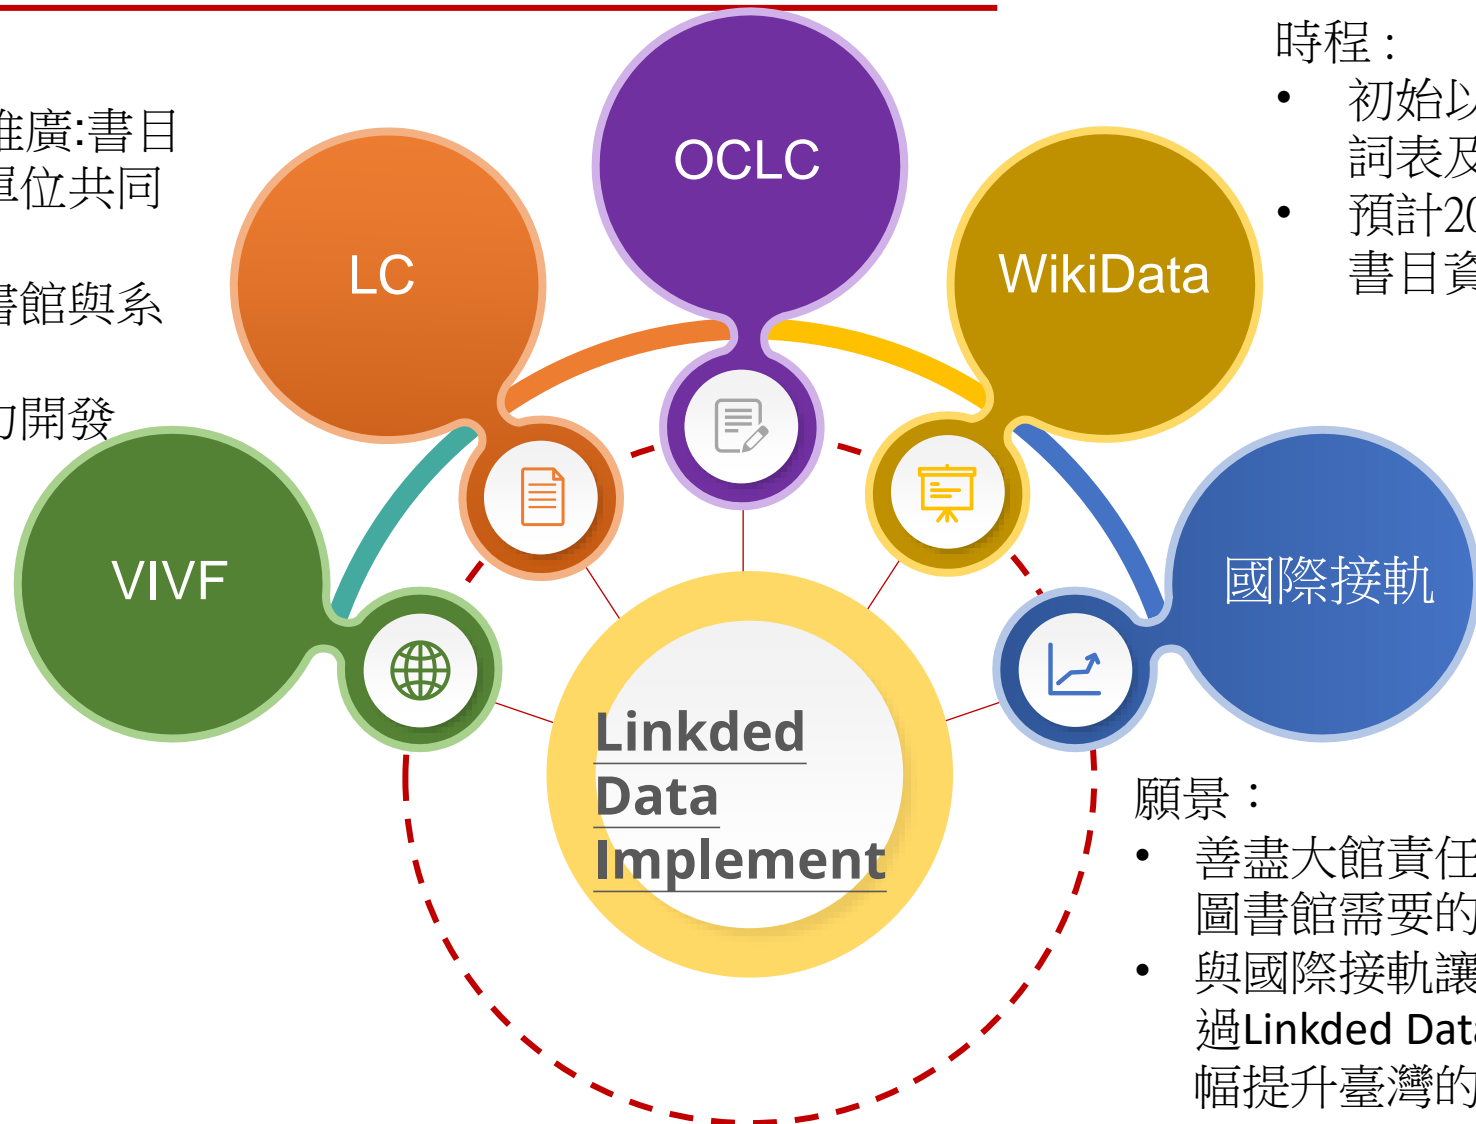 推廣:書目
單位共同
書館與系
力開發
VIVF
LC
OCLC
WikiData
國際接軌
Linkded
Data
Implement
時程 :
• 初始以
詞表及
• 預計20
書目資
願景：
• 善盡大館責任
圖書館需要的
• 與國際接軌讓
過Linkded Data
幅提升臺灣的